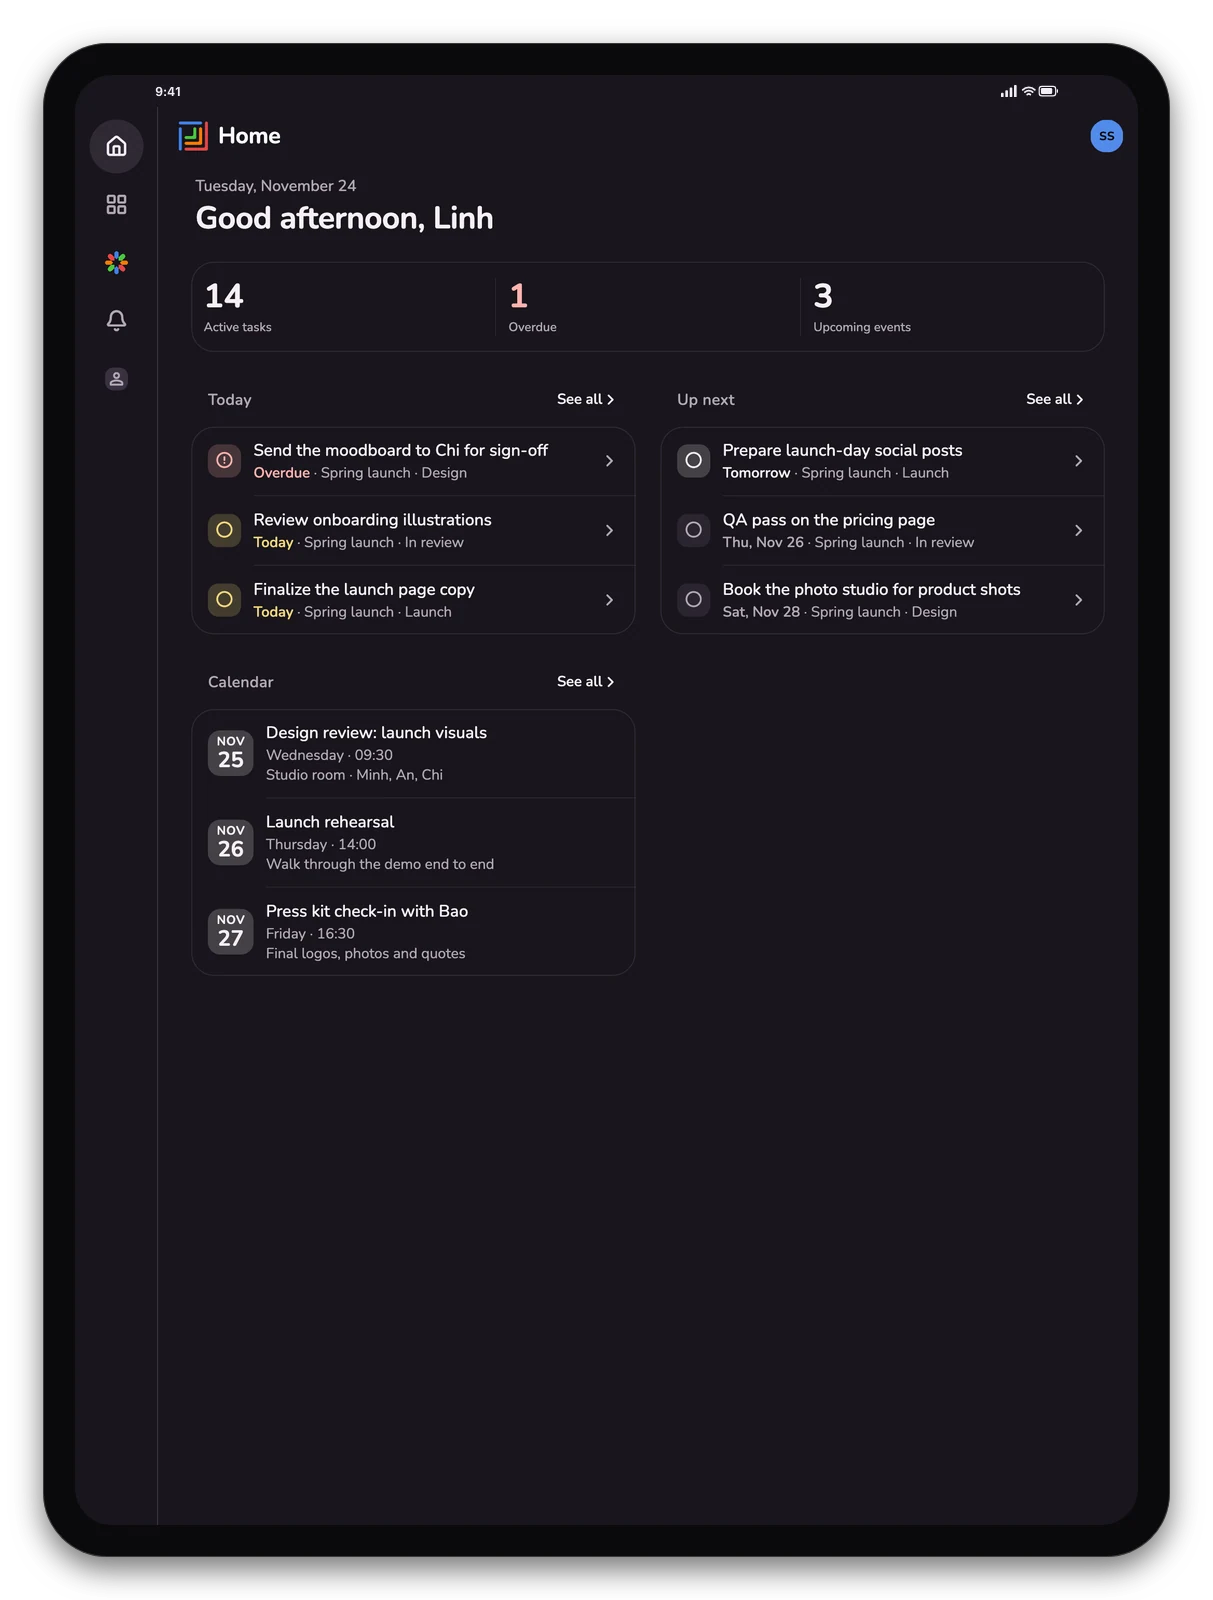 9:41
Home
SS
Tuesday, November 24
Good afternoon, Linh
14
Active tasks
1
Overdue
3
Upcoming events
Today
See all
Send the moodboard to Chi for sign-off
Overdue · Spring launch · Design
Review onboarding illustrations
Today · Spring launch · In review
Finalize the launch page copy
Today · Spring launch · Launch
Up next
See all
Prepare launch-day social posts
Tomorrow · Spring launch · Launch
QA pass on the pricing page
Thu, Nov 26 · Spring launch · In review
Book the photo studio for product shots
Sat, Nov 28 · Spring launch · Design
Calendar
See all
NOV
25
Design review: launch visuals
Wednesday · 09:30
Studio room · Minh, An, Chi
NOV
26
Launch rehearsal
Thursday · 14:00
Walk through the demo end to end
NOV
27
Press kit check-in with Bao
Friday · 16:30
Final logos, photos and quotes